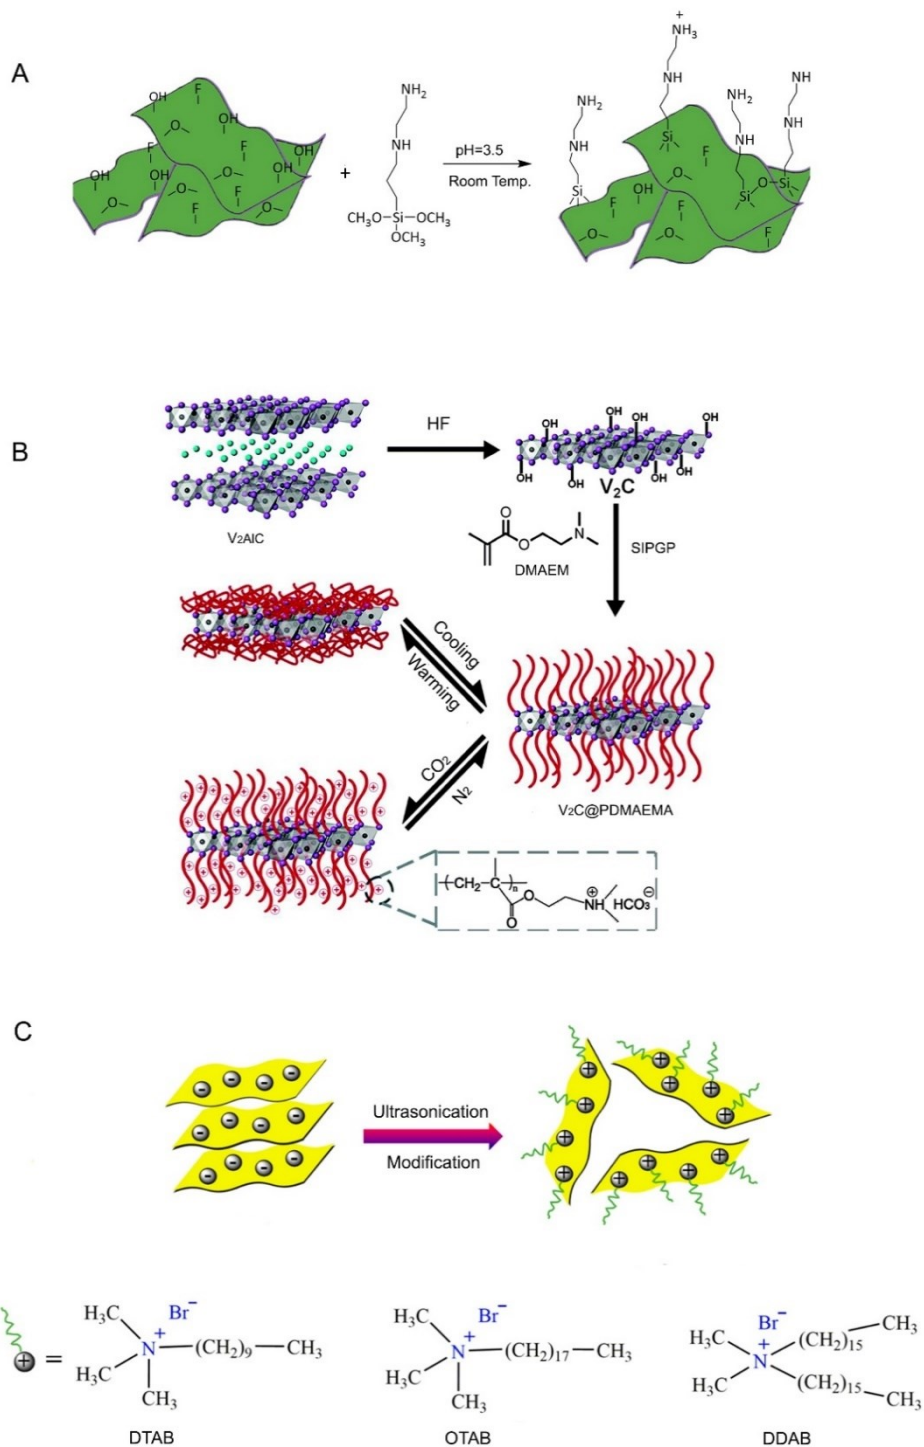 A
OH
F
O
OH
F
OH
F
OH
OH
O
OH
F
O
F
F
O
+
NH2
NH
CH3O-Si-OCH3
OCH3
pH=3.5
Room Temp.
+
NH3
NH
NH2
NH
Si
NH2
NH
Si
NH
NH
O-Si
Si
F
OH
O
F
O
F
B
HF
V2AlC
OH OH OH OH
OH OH OH OH
V2C
O
O
N
DMAEM
SIPGP
Cooling
Warming
CO2
N2
V2C@PDMAEMA
(CH2-C)n
O
O
NH
+
HCO3
−
C
Ultrasonication
Modification
= H3C Br−
N+ (CH2)9 CH3
H3C CH3
DTAB
H3C Br−
N+ (CH2)17 CH3
H3C CH3
OTAB
H3C Br− CH3
N+ (CH2)15
H3C (CH2)15 CH3
DDAB